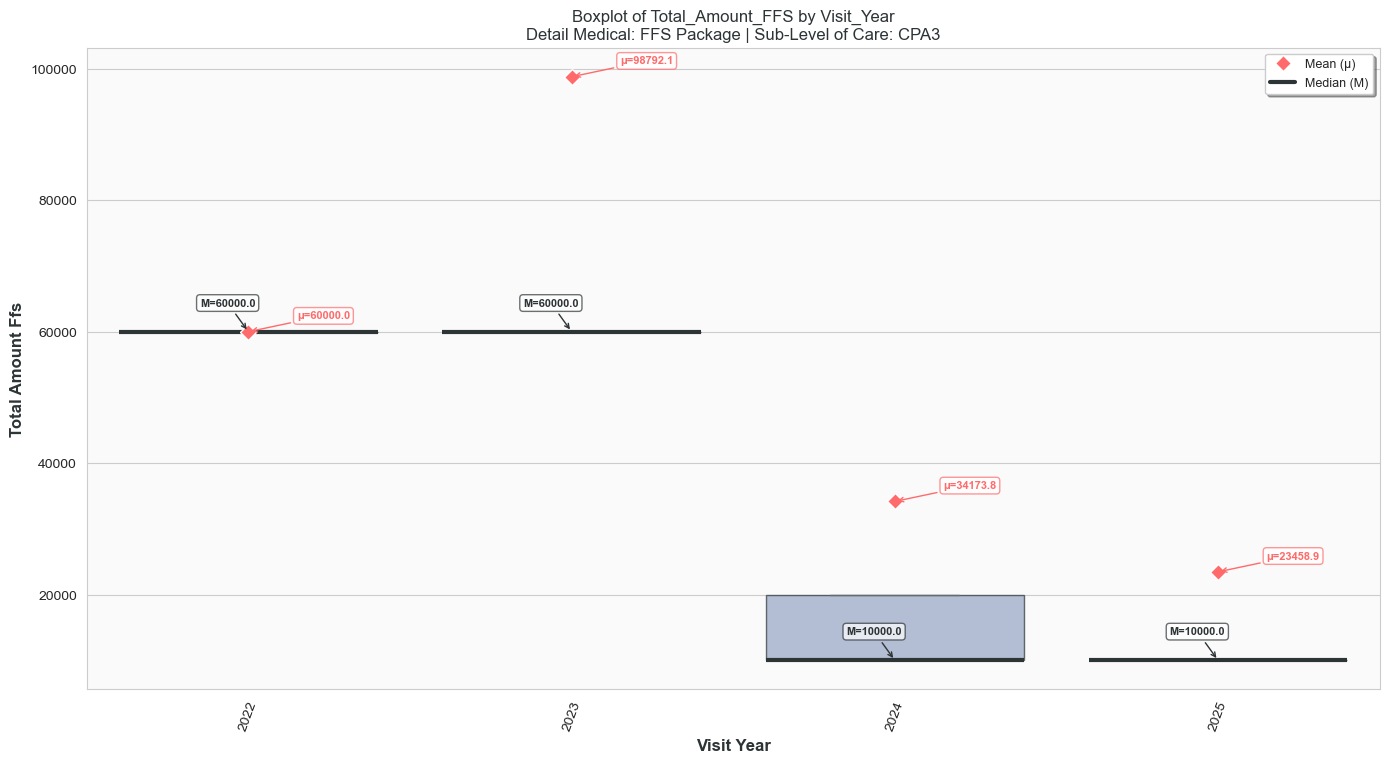 Boxplot of Total_Amount_FFS by Visit_Year
Detail Medical: FFS Package | Sub-Level of Care: CPA3
Mean (μ)
Median (M)
Total Amount Ffs
100000
80000
60000
40000
20000
μ=98792.1
M=60000.0
μ=60000.0
M=60000.0
μ=34173.8
M=10000.0
μ=23458.9
M=10000.0
2022
2023
2024
2025
Visit Year